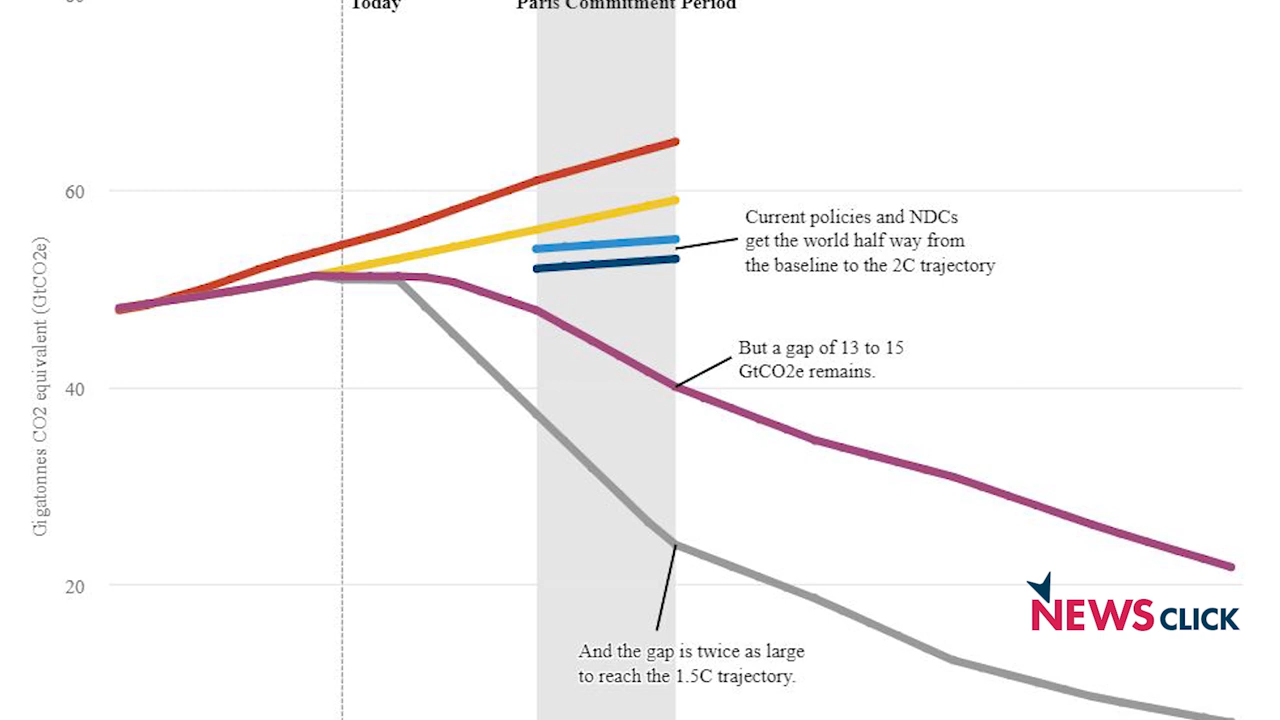 Today
Paris Commitment Period
60
40
20
Gigatonnes CO2 equivalent (GtCO2e)
Current policies and NDCs
get the world half way from
the baseline to the 2C trajectory
But a gap of 13 to 15
GtCO2e remains.
And the gap is twice as large
to reach the 1.5C trajectory.
NEWSCLICK